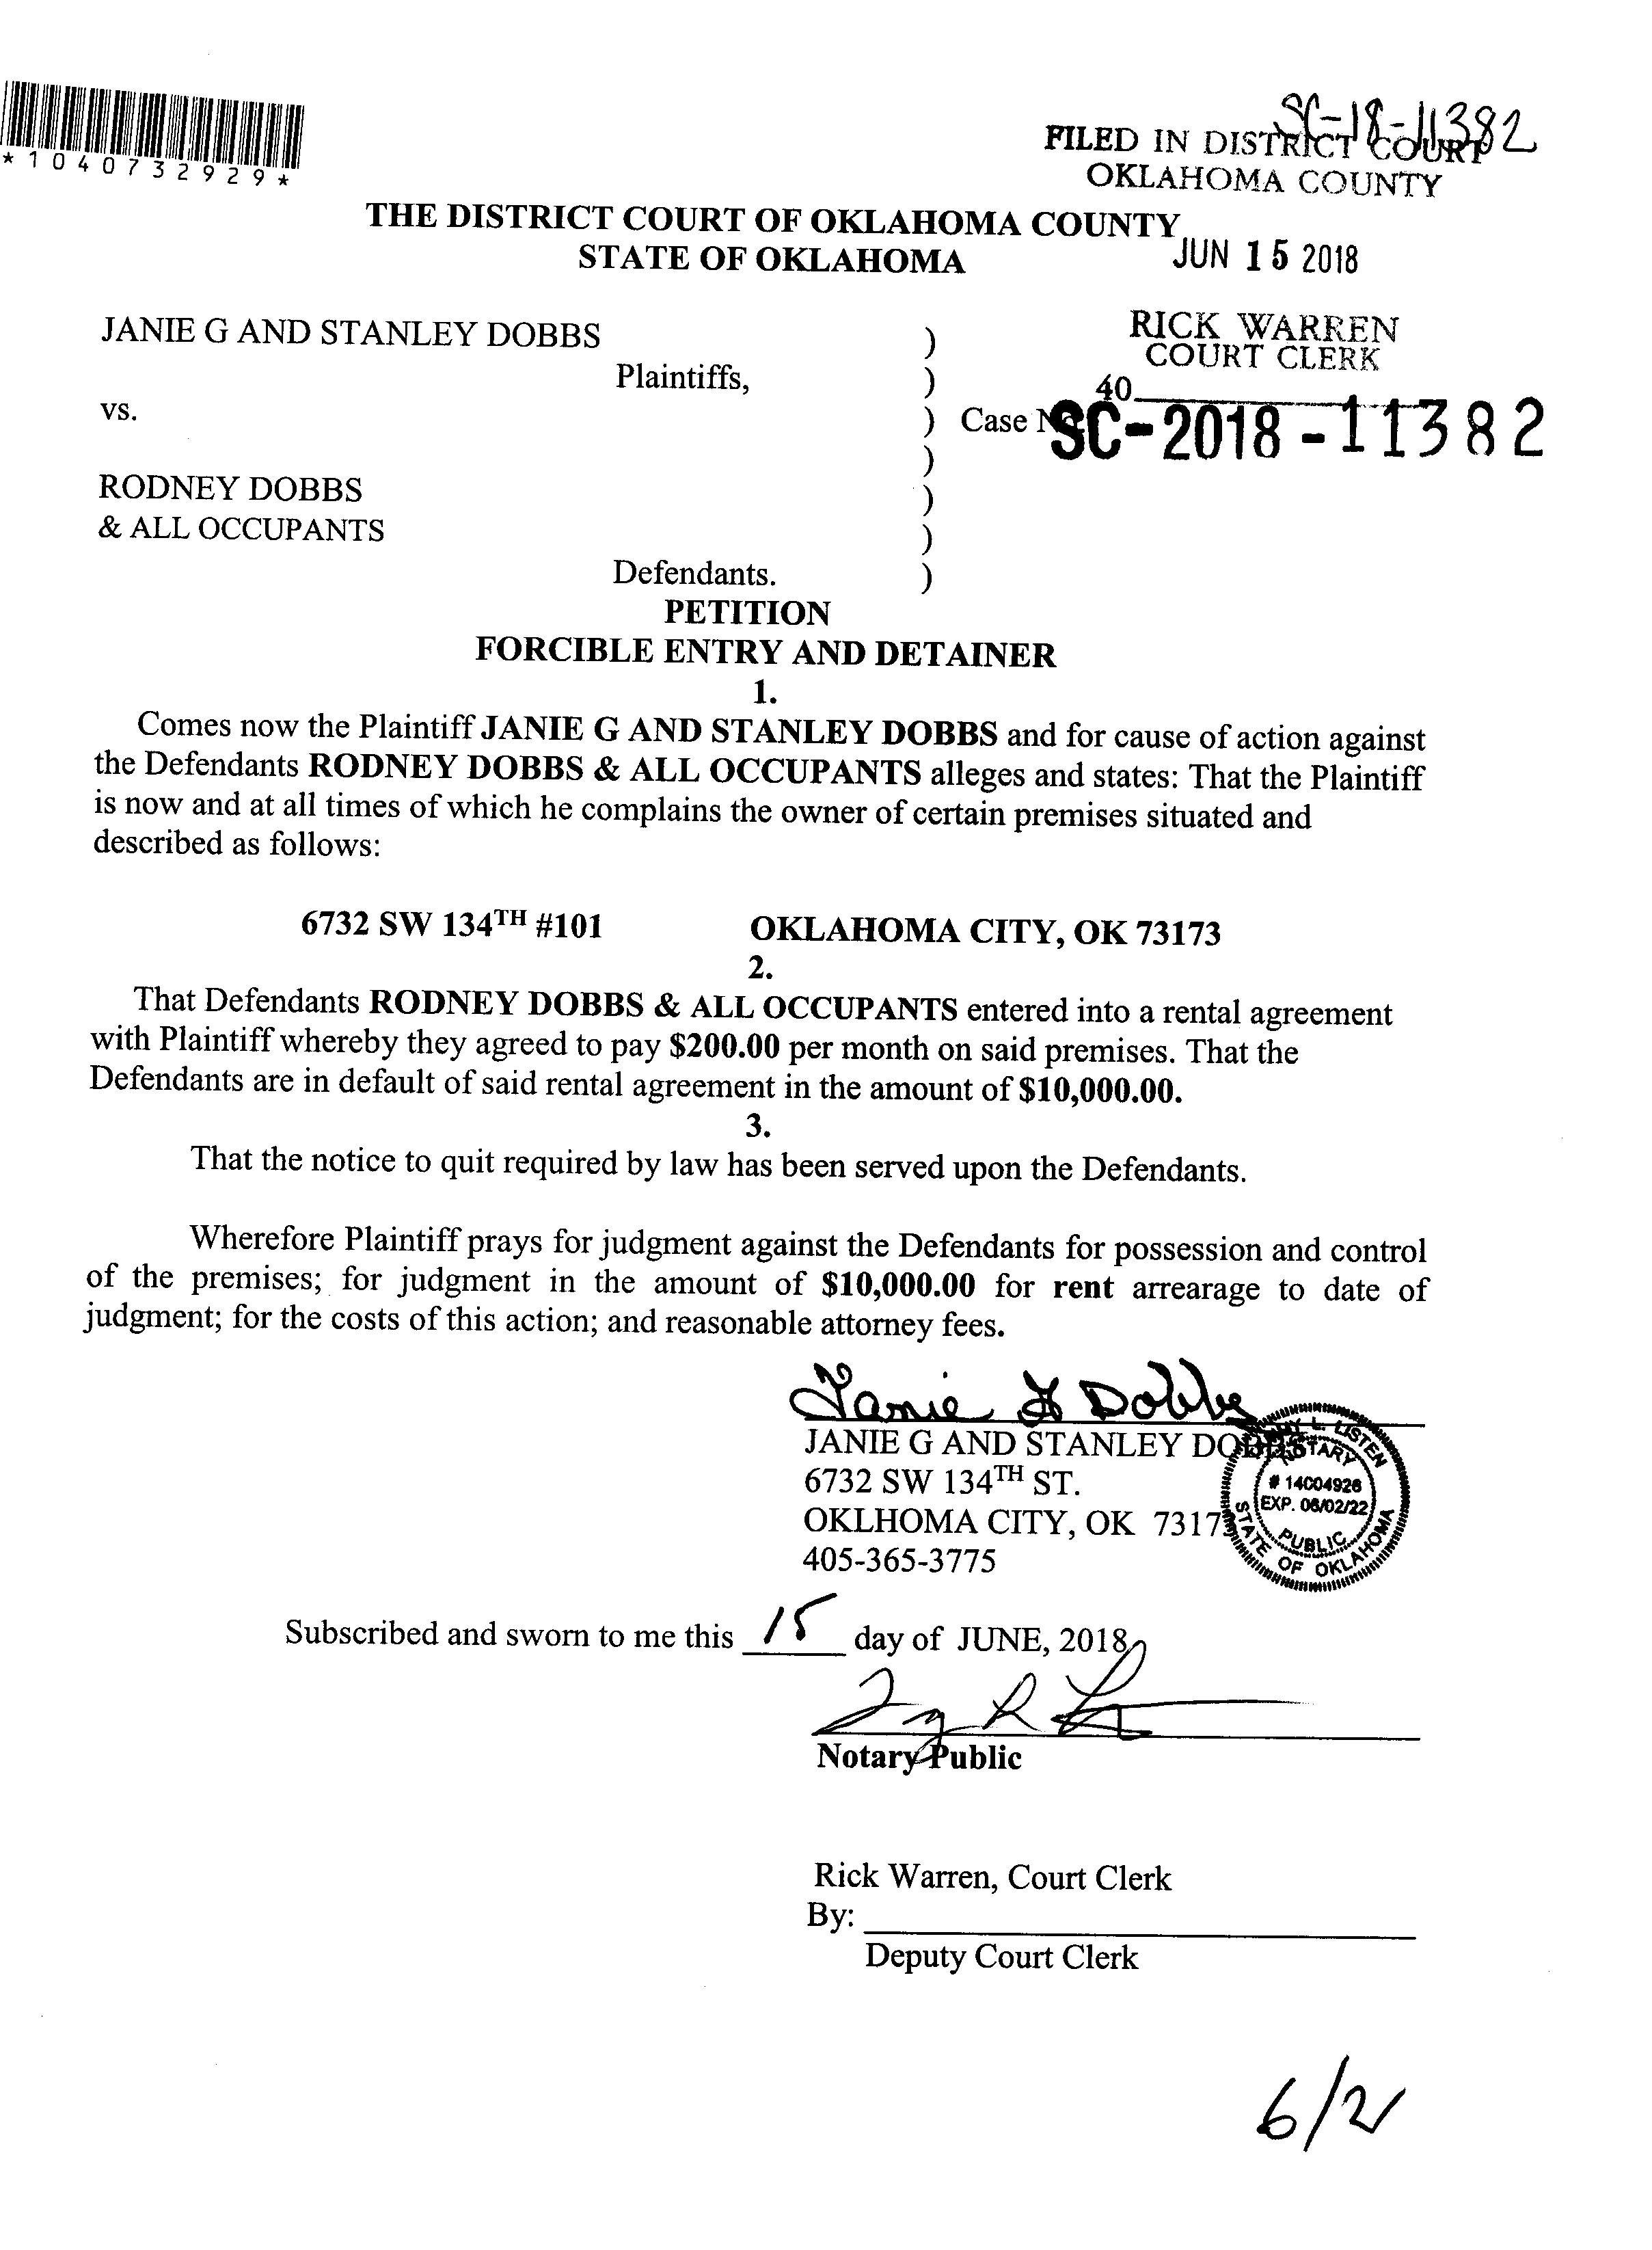 *1040732929*
SC-18-11382
FILED IN DISTRICT COURT
OKLAHOMA COUNTY
THE DISTRICT COURT OF OKLAHOMA COUNTY
STATE OF OKLAHOMA
JUN 15 2018
JANIE G AND STANLEY DOBBS )
RICK WARREN
COURT CLERK
Plaintiffs, )
40
vs. ) Case No. SC-2018-11382
)
RODNEY DOBBS )
& ALL OCCUPANTS )
Defendants. )
PETITION
FORCIBLE ENTRY AND DETAINER
1.
Comes now the Plaintiff JANIE G AND STANLEY DOBBS and for cause of action against
the Defendants RODNEY DOBBS & ALL OCCUPANTS alleges and states: That the Plaintiff
is now and at all times of which he complains the owner of certain premises situated and
described as follows:
6732 SW 134TH #101 OKLAHOMA CITY, OK 73173
2.
That Defendants RODNEY DOBBS & ALL OCCUPANTS entered into a rental agreement
with Plaintiff whereby they agreed to pay $200.00 per month on said premises. That the
Defendants are in default of said rental agreement in the amount of $10,000.00.
3.
That the notice to quit required by law has been served upon the Defendants.
Wherefore Plaintiff prays for judgment against the Defendants for possession and control
of the premises; for judgment in the amount of $10,000.00 for rent arrearage to date of
judgment; for the costs of this action; and reasonable attorney fees.
Janie G Dobbs
JANIE G AND STANLEY DOBBS
6732 SW 134TH ST.
OKLHOMA CITY, OK 73173
405-365-3775
L. LISTEN
NOTARY
# 14004926
EXP. 06/02/22
PUBLIC
STATE OF OKLAHOMA
Subscribed and sworn to me this 15 day of JUNE, 2018
Notary Public
Rick Warren, Court Clerk
By:
Deputy Court Clerk
6/21